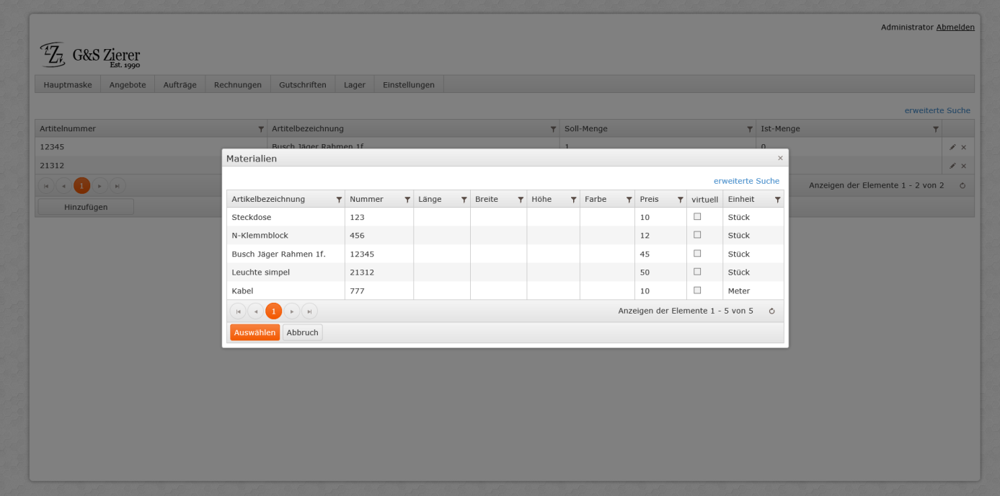 Administrator Abmelden
G&S Zierer
Est. 1990
Hauptmaske Angebote Aufträge Rechnungen Gutschriften Lager Einstellungen
erweiterte Suche
Artitelnummer Artitelbezeichnung Soll-Menge Ist-Menge
12345 Busch Jäger Rahmen 1f. 1 0
21312
1 Anzeigen der Elemente 1 - 2 von 2
Hinzufügen
Materialien
erweiterte Suche
Artikelbezeichnung Nummer Länge Breite Höhe Farbe Preis virtuell Einheit
Steckdose 123 10 Stück
N-Klemmblock 456 12 Stück
Busch Jäger Rahmen 1f. 12345 45 Stück
Leuchte simpel 21312 50 Stück
Kabel 777 10 Meter
1 Anzeigen der Elemente 1 - 5 von 5
Auswählen Abbruch